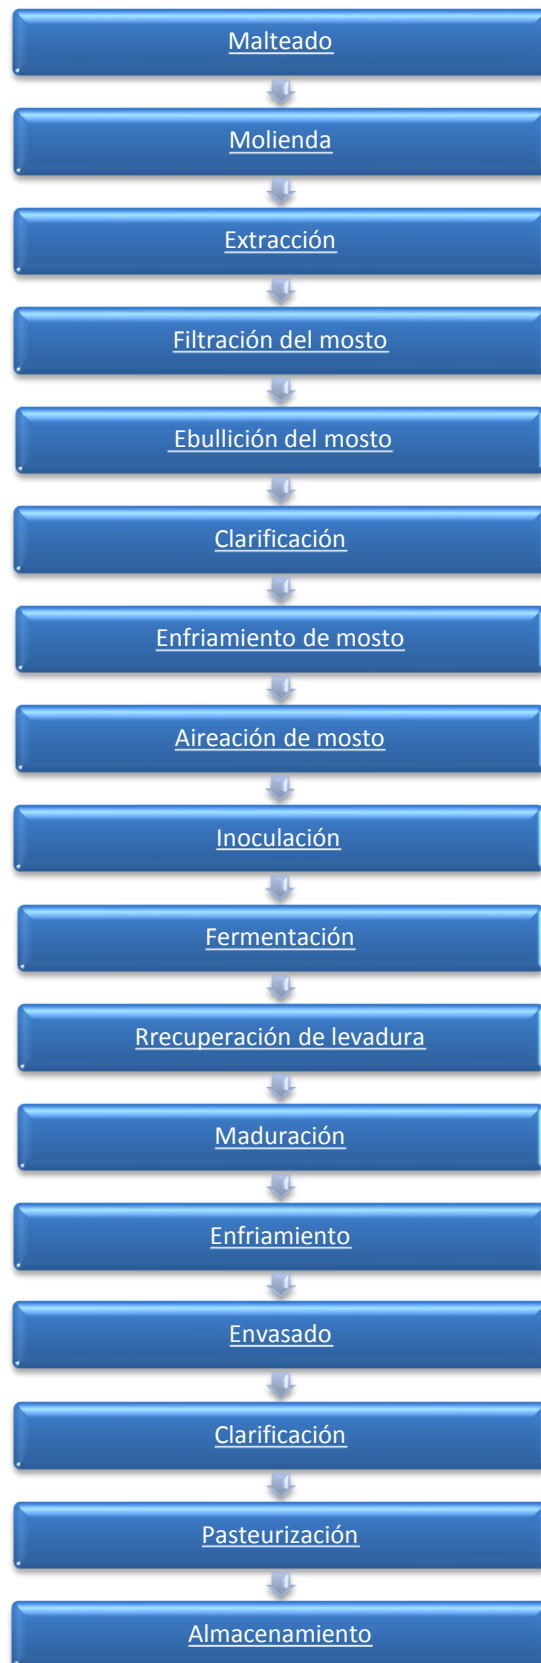 Malteado
Molienda
Extracción
Filtración del mosto
Ebullición del mosto
Clarificación
Enfriamiento de mosto
Aireación de mosto
Inoculación
Fermentación
Rrecuperación de levadura
Maduración
Enfriamiento
Envasado
Clarificación
Pasteurización
Almacenamiento